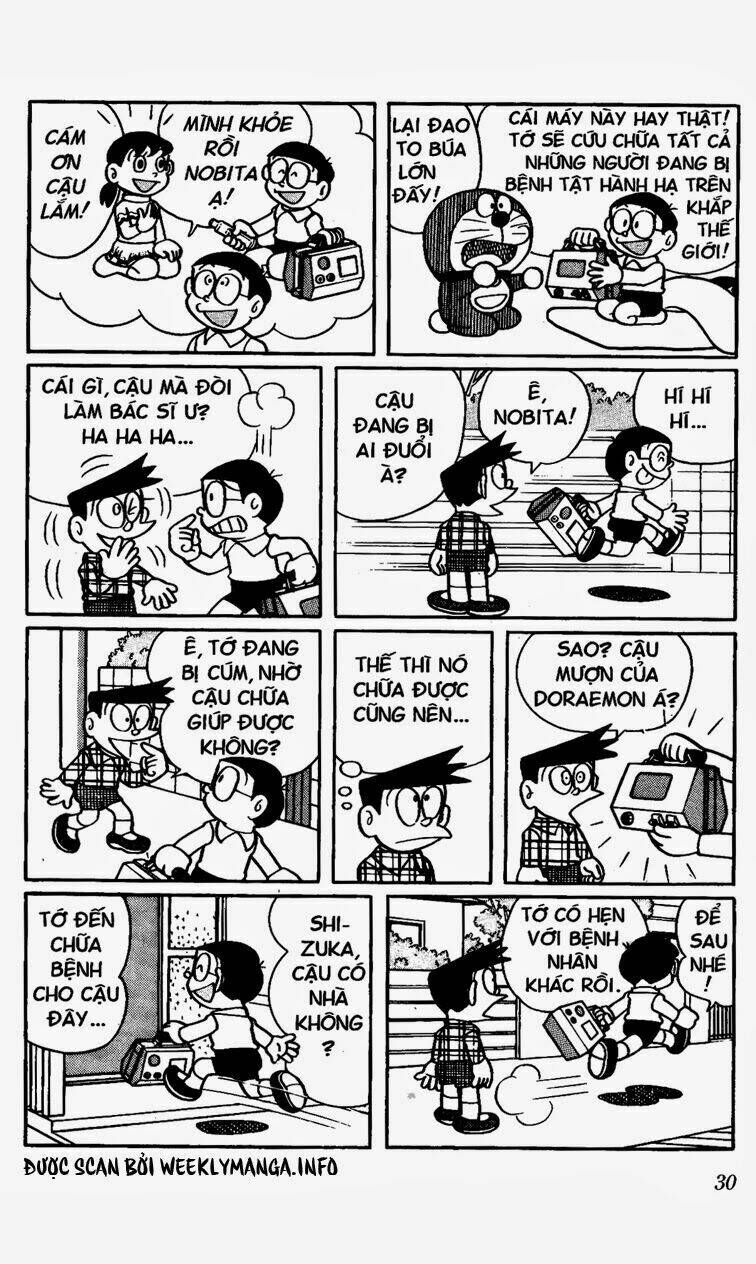 CÁI MÁY NÀY HAY THẬT!
TỚ SẼ CỨU CHỮA TẤT CẢ
NHỮNG NGƯỜI ĐANG BỊ
BỆNH TẬT HÀNH HẠ TRÊN
KHẮP
THẾ
GIỚI!
LẠI ĐAO
TO BÚA
LỚN
ĐẤY!
MÌNH KHỎE
RỒI
NOBITA
Ạ!
CÁM
ƠN
CẬU
LẮM!
HÍ HÍ
HÍ...
Ê,
NOBITA!
CẬU
ĐANG BỊ
AI ĐUỔI
À?
CÁI GÌ, CẬU MÀ ĐÒI
LÀM BÁC SĨ Ư?
HA HA HA...
SAO? CẬU
MƯỢN CỦA
DORAEMON Á?
THẾ THÌ NÓ
CHỮA ĐƯỢC
CŨNG NÊN...
Ê, TỚ ĐANG
BỊ CÚM, NHỜ
CẬU CHỮA
GIÚP ĐƯỢC
KHÔNG?
ĐỂ
SAU
NHÉ
!
TỚ CÓ HẸN
VỚI BỆNH
NHÂN
KHÁC RỒI.
SHI-
ZUKA,
CẬU CÓ
NHÀ
KHÔNG
?
TỚ ĐẾN
CHỮA
BỆNH
CHO CẬU
ĐÂY...
ĐƯỢC SCAN BỞI WEEKLYMANGA.INFO
30